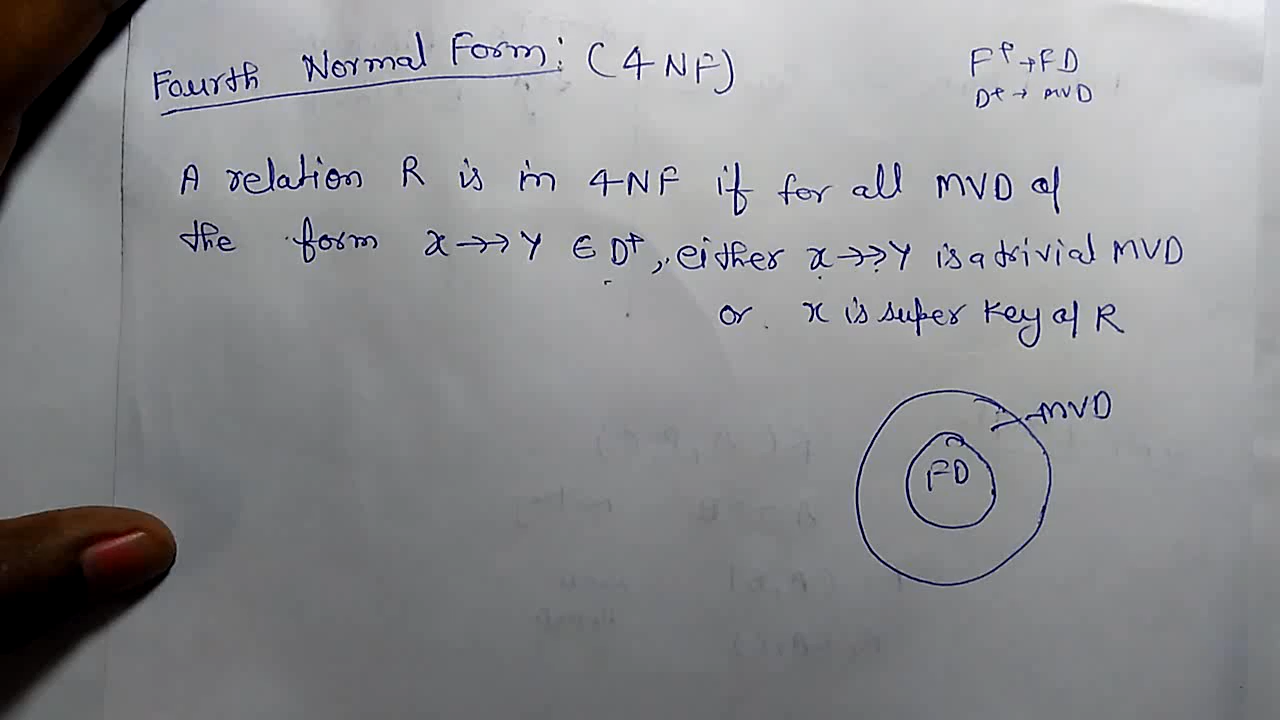 Fourth Normal Form: (4NF)
F⁺→FD
D⁺→ MVD
A relation R is in 4NF if for all MVD of
the form x→→Y ∈ D⁺, either x→→Y is a trivial MVD
or x is super key of R
MVD
FD